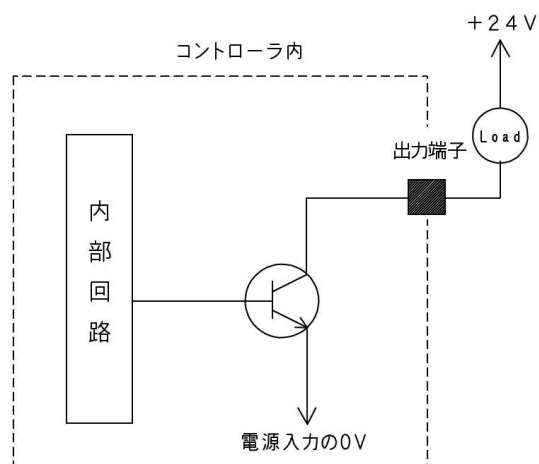 +24V
コントローラ内
Load
出力端子
内部回路
電源入力の0V